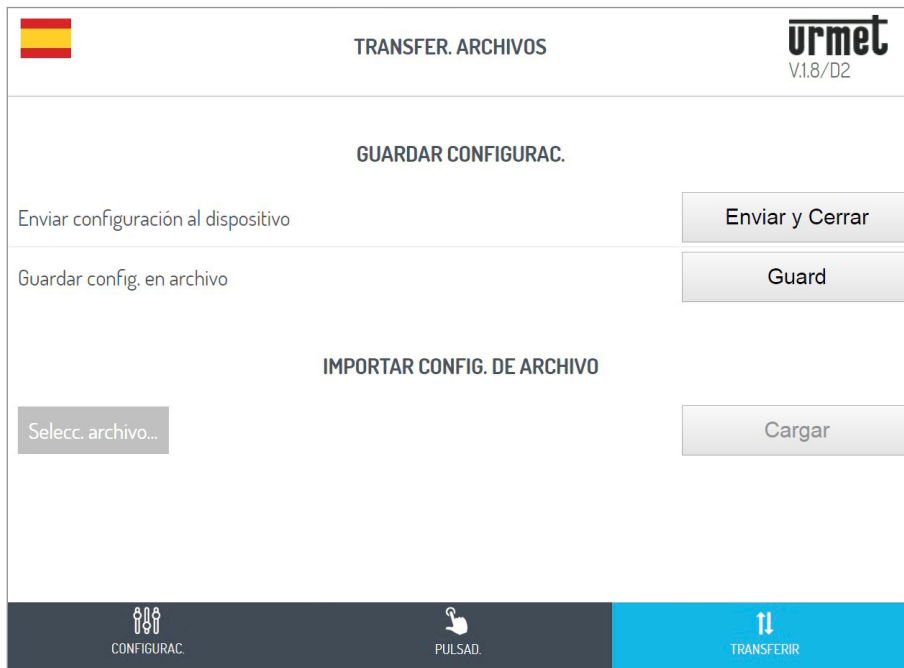 TRANSFER. ARCHIVOS
urmet
V.1.8/D2
GUARDAR CONFIGURAC.
Enviar configuración al dispositivo
Enviar y Cerrar
Guardar config. en archivo
Guard
IMPORTAR CONFIG. DE ARCHIVO
Selecc. archivo...
Cargar
CONFIGURAC.
PULSAD.
TRANSFERIR